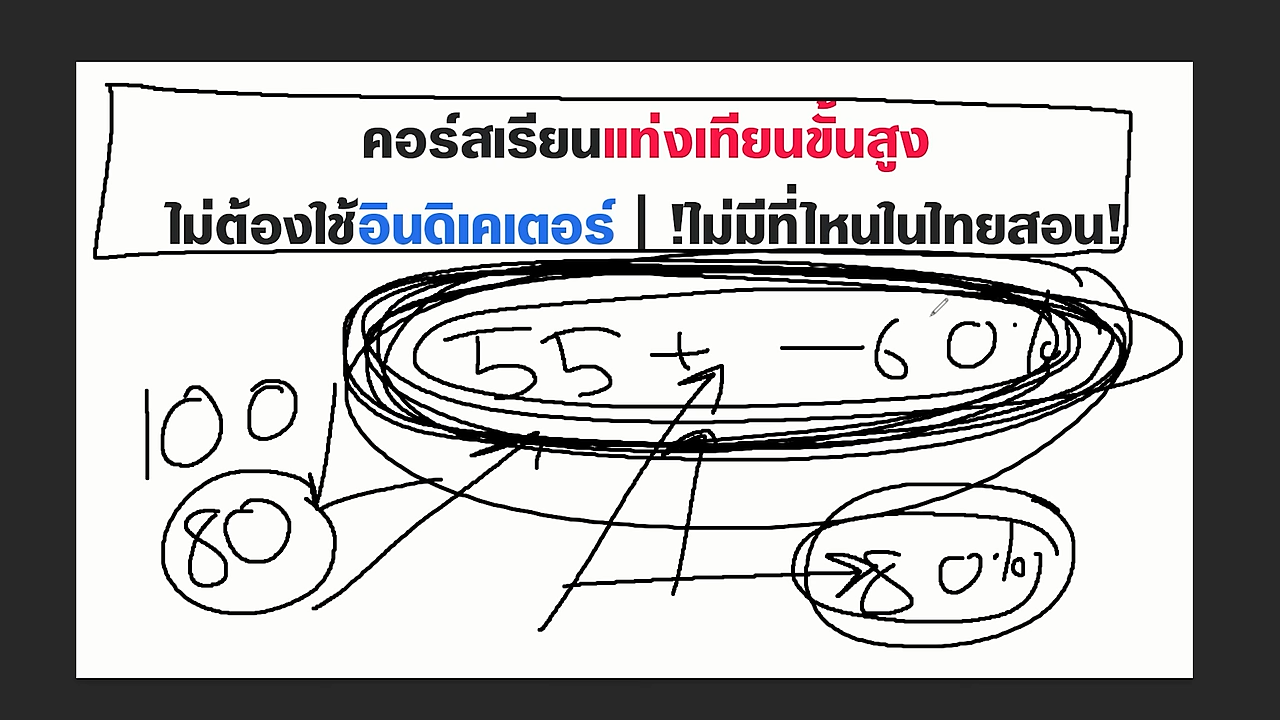 คอร์สเรียนแท่งเทียนขั้นสูง
ไม่ต้องใช้อินดิเคเตอร์ | !ไม่มีที่ไหนในไทยสอน!
55+ — 60%
100
80
80%